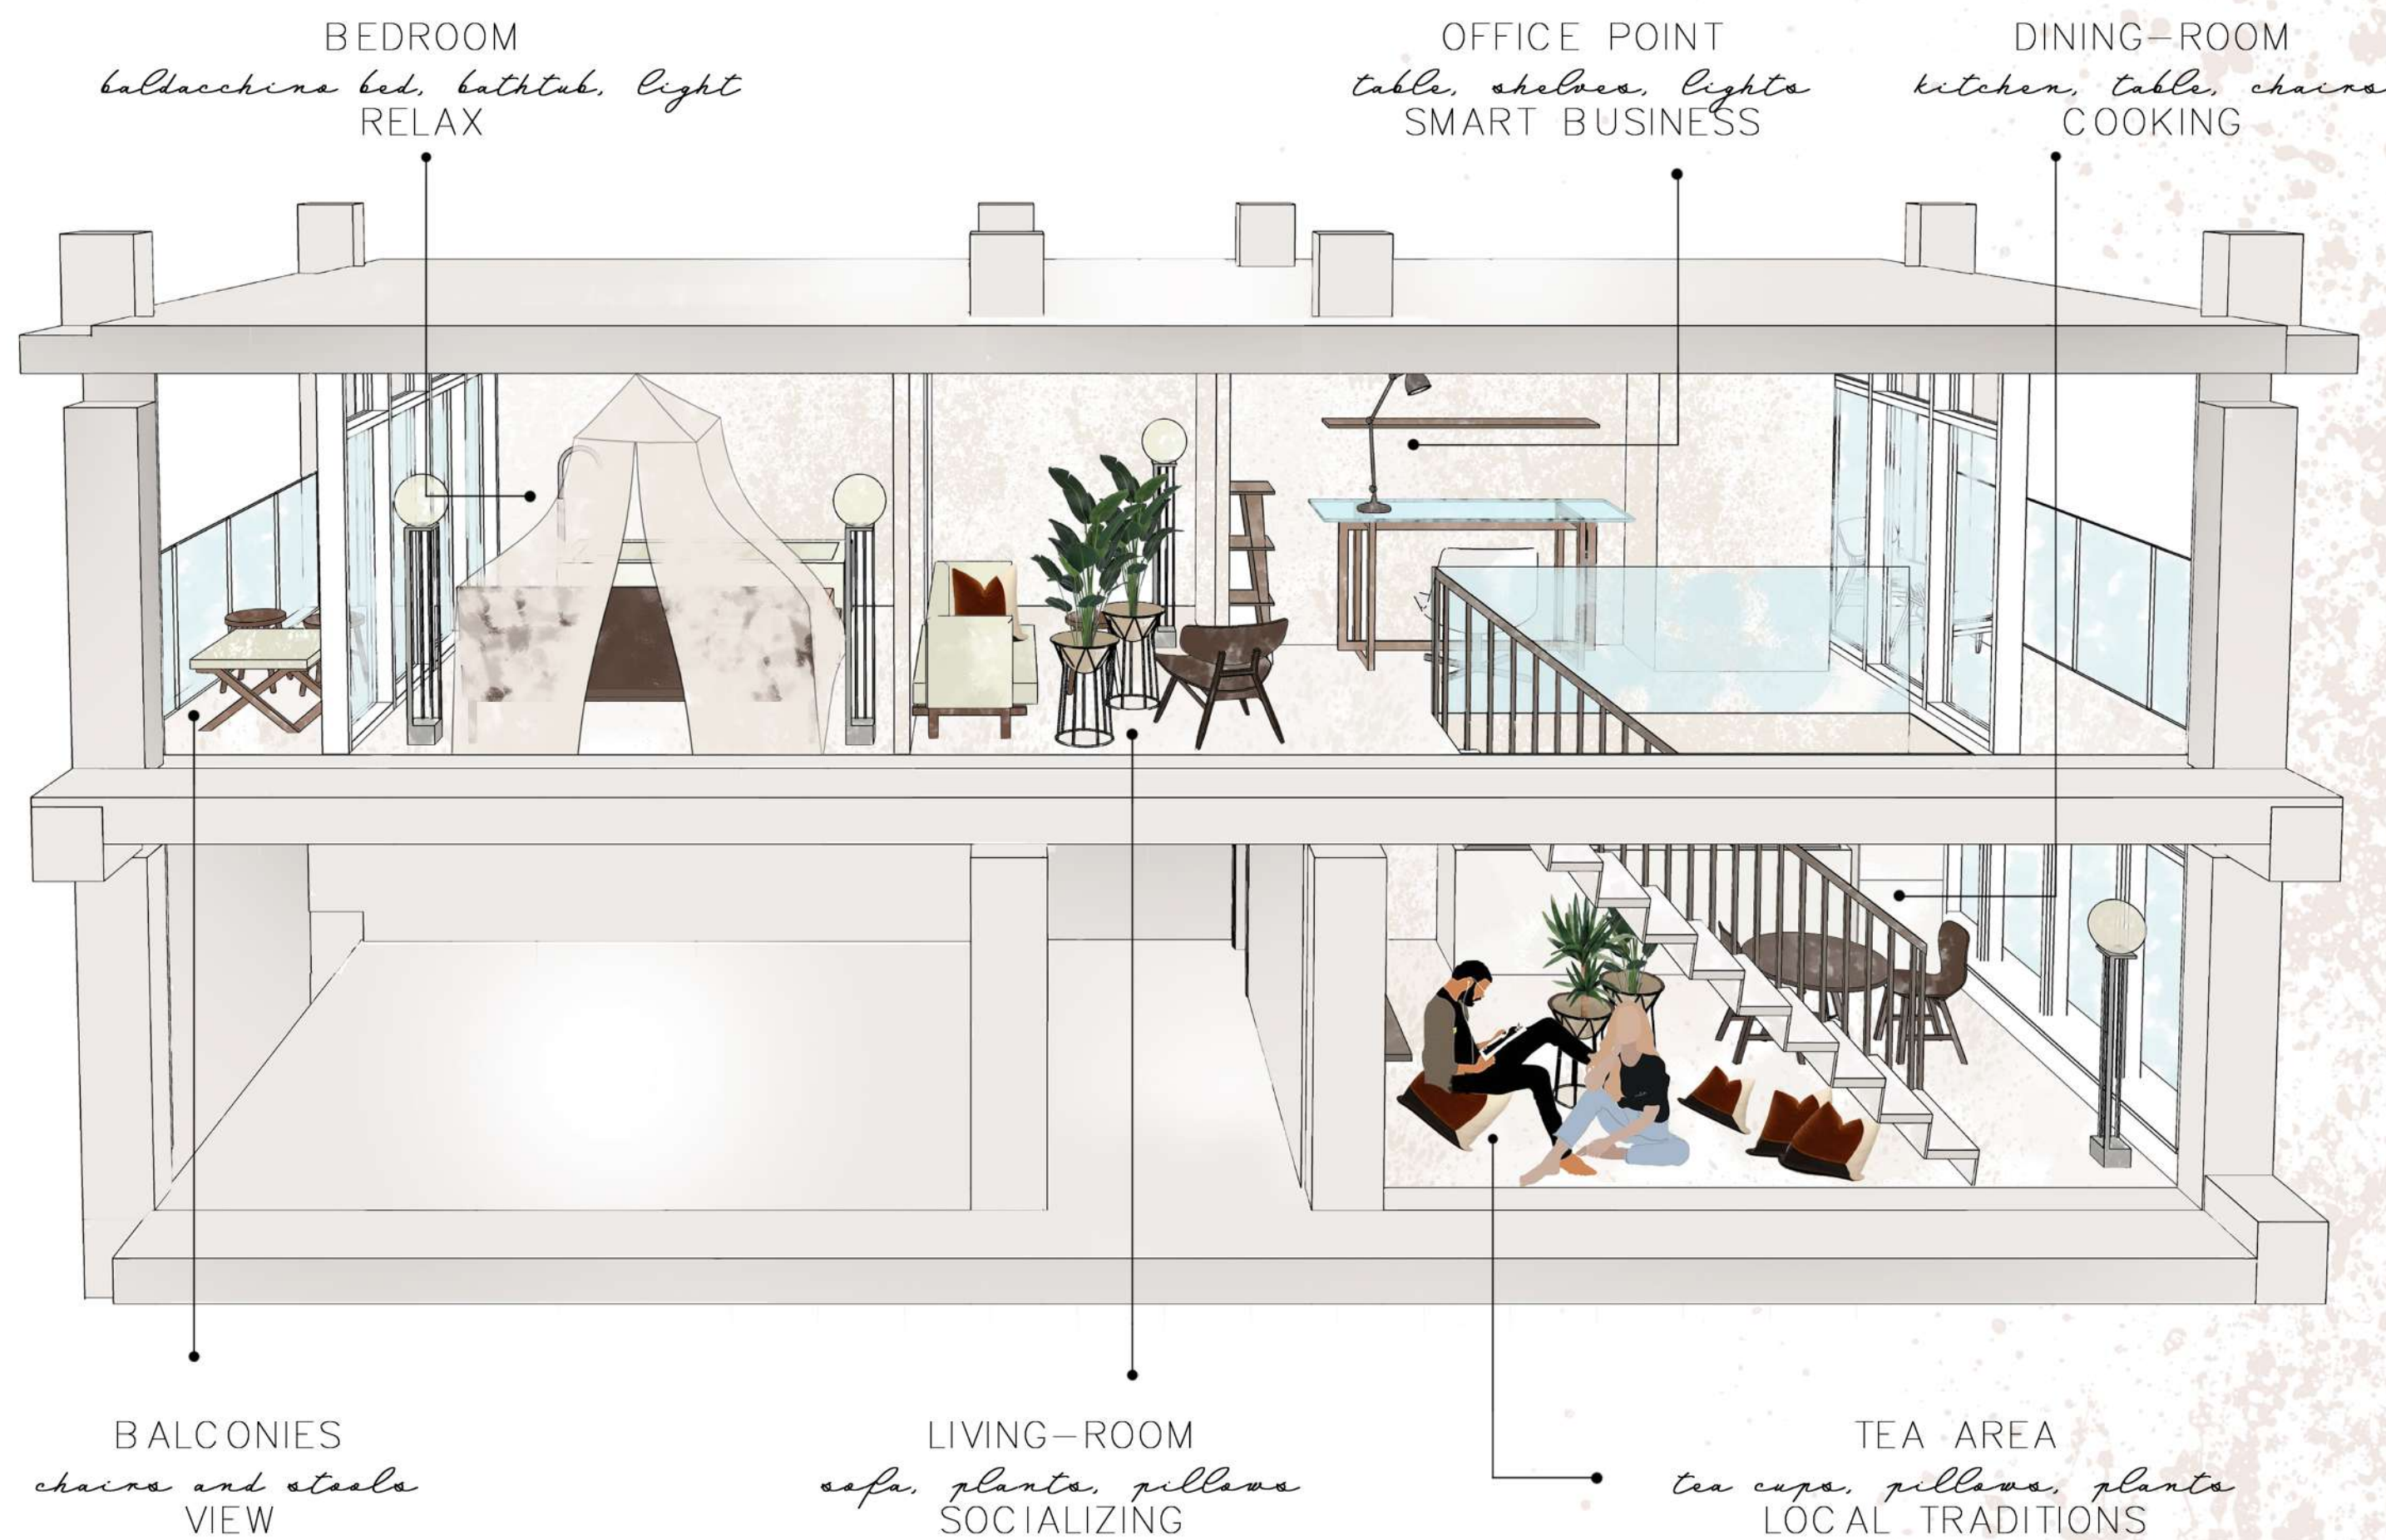 BEDROOM
baldacchino bed, bathtub, light
RELAX
OFFICE POINT
table, shelves, lights
SMART BUSINESS
DINING-ROOM
kitchen, table, chairs
COOKING
BALCONIES
chairs and stools
VIEW
LIVING-ROOM
sofa, plants, pillows
SOCIALIZING
TEA AREA
tea cups, pillows, plants
LOCAL TRADITIONS